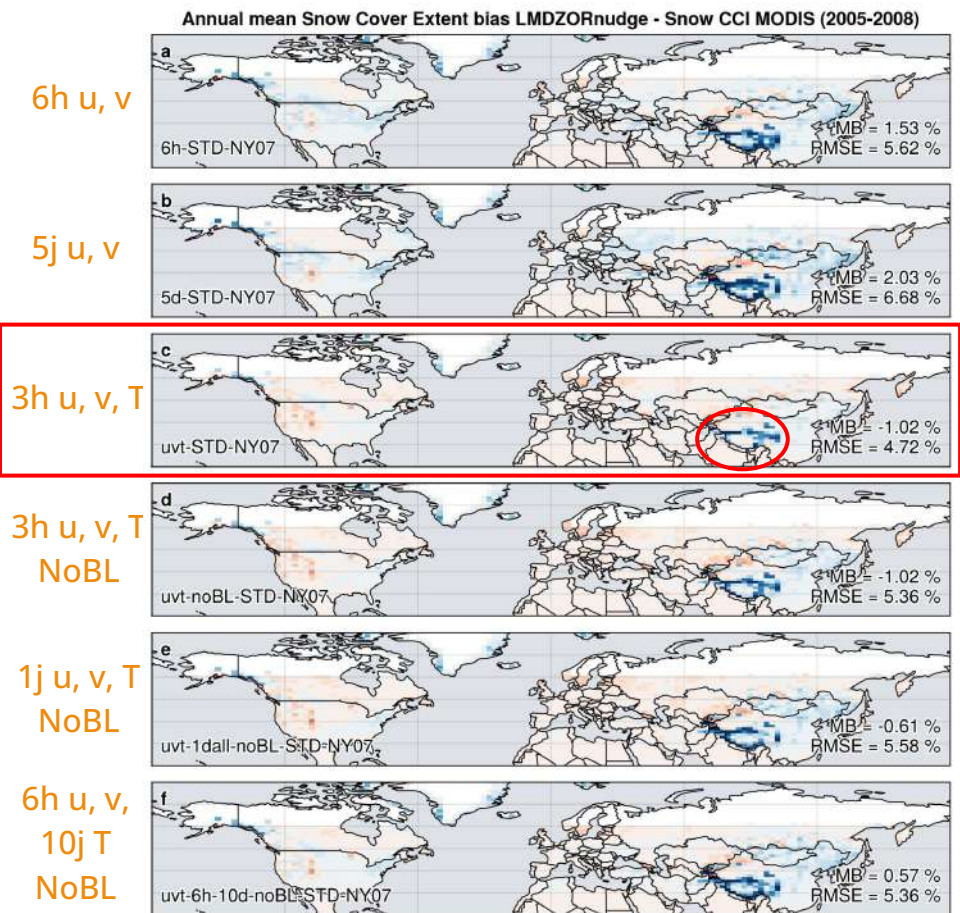 Annual mean Snow Cover Extent bias LMDZORnudge - Snow CCI MODIS (2005-2008)
6h u, v
a
6h-STD-NY07
MB = 1.53 %
RMSE = 5.62 %
5j u, v
b
5d-STD-NY07
MB = 2.03 %
RMSE = 6.68 %
3h u, v, T
c
uvt-STD-NY07
MB = -1.02 %
RMSE = 4.72 %
3h u, v, T
NoBL
d
uvt-noBL-STD-NY07
MB = -1.02 %
RMSE = 5.36 %
1j u, v, T
NoBL
e
uvt-1dall-noBL-STD-NY07
MB = -0.61 %
RMSE = 5.58 %
6h u, v,
10j T
NoBL
f
uvt-6h-10d-noBL-STD-NY07
MB = 0.57 %
RMSE = 5.36 %